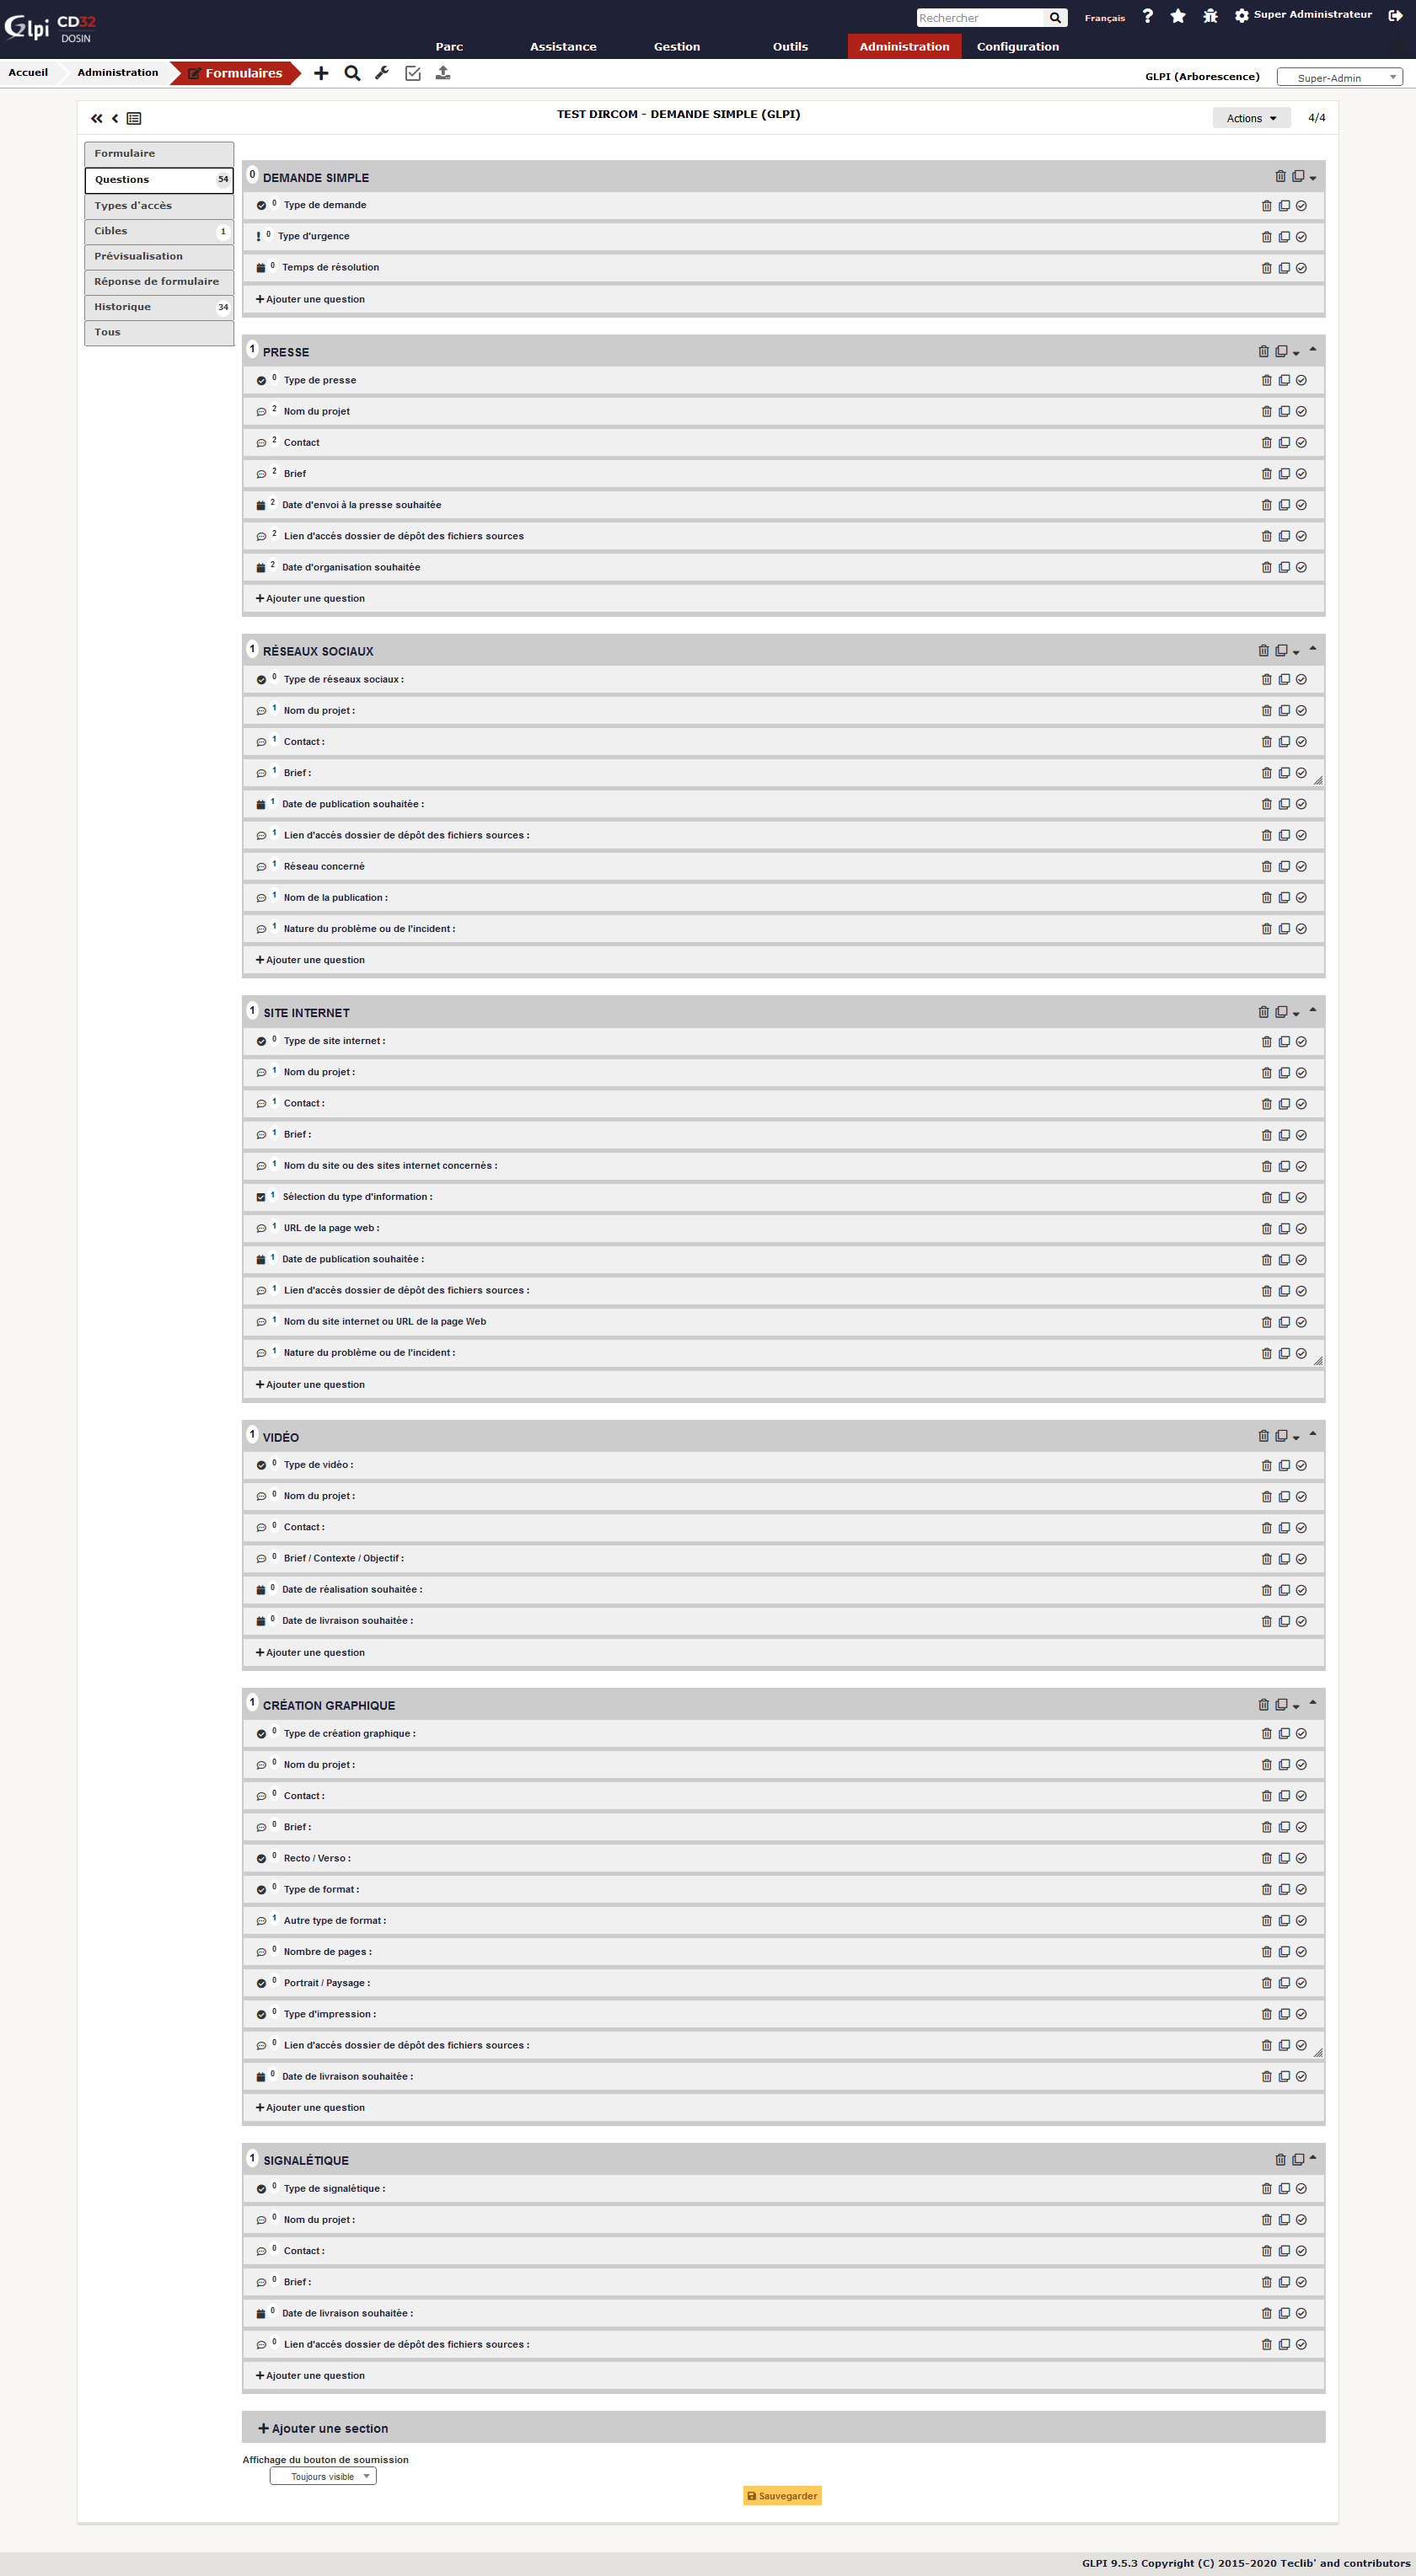 Glpi CD32
DOSIN
Rechercher
Français
Super Administrateur
Parc Assistance Gestion Outils Administration Configuration
Accueil Administration Formulaires
GLPI (Arborescence) Super-Admin
TEST DIRCOM - DEMANDE SIMPLE (GLPI)
Actions 4/4
Formulaire
Questions 54
Types d'accès
Cibles 1
Prévisualisation
Réponse de formulaire
Historique 34
Tous
0 DEMANDE SIMPLE
0 Type de demande
0 Type d'urgence
0 Temps de résolution
Ajouter une question
1 PRESSE
0 Type de presse
2 Nom du projet
2 Contact
2 Brief
2 Date d'envoi à la presse souhaitée
2 Lien d'accés dossier de dépôt des fichiers sources
2 Date d'organisation souhaitée
Ajouter une question
1 RÉSEAUX SOCIAUX
0 Type de réseaux sociaux :
1 Nom du projet :
1 Contact :
1 Brief :
1 Date de publication souhaitée :
1 Lien d'accés dossier de dépôt des fichiers sources :
1 Réseau concerné
1 Nom de la publication :
1 Nature du problème ou de l'incident :
Ajouter une question
1 SITE INTERNET
0 Type de site internet :
1 Nom du projet :
1 Contact :
1 Brief :
1 Nom du site ou des sites internet concernés :
1 Sélection du type d'information :
1 URL de la page web :
1 Date de publication souhaitée :
1 Lien d'accés dossier de dépôt des fichiers sources :
1 Nom du site internet ou URL de la page Web
1 Nature du problème ou de l'incident :
Ajouter une question
1 VIDÉO
0 Type de vidéo :
0 Nom du projet :
0 Contact :
0 Brief / Contexte / Objectif :
0 Date de réalisation souhaitée :
0 Date de livraison souhaitée :
Ajouter une question
1 CRÉATION GRAPHIQUE
0 Type de création graphique :
0 Nom du projet :
0 Contact :
0 Brief :
0 Recto / Verso :
0 Type de format :
1 Autre type de format :
0 Nombre de pages :
0 Portrait / Paysage :
0 Type d'impression :
0 Lien d'accés dossier de dépôt des fichiers sources :
0 Date de livraison souhaitée :
Ajouter une question
1 SIGNALÉTIQUE
0 Type de signalétique :
0 Nom du projet :
0 Contact :
0 Brief :
0 Date de livraison souhaitée :
0 Lien d'accés dossier de dépôt des fichiers sources :
Ajouter une question
Ajouter une section
Affichage du bouton de soumission
Toujours visible
Sauvegarder
GLPI 9.5.3 Copyright (C) 2015-2020 Teclib' and contributors